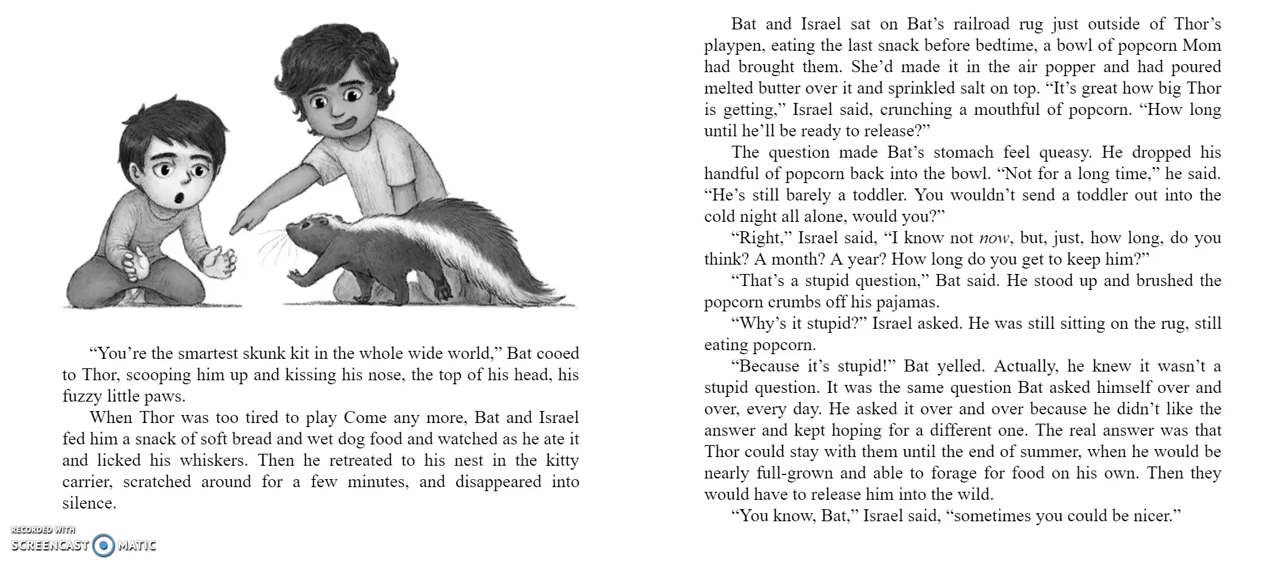 “You’re the smartest skunk kit in the whole wide world,” Bat cooed
to Thor, scooping him up and kissing his nose, the top of his head, his
fuzzy little paws.
When Thor was too tired to play Come any more, Bat and Israel
fed him a snack of soft bread and wet dog food and watched as he ate it
and licked his whiskers. Then he retreated to his nest in the kitty
carrier, scratched around for a few minutes, and disappeared into
silence.
RECORDED WITH
SCREENCAST MATIC
Bat and Israel sat on Bat’s railroad rug just outside of Thor’s
playpen, eating the last snack before bedtime, a bowl of popcorn Mom
had brought them. She’d made it in the air popper and had poured
melted butter over it and sprinkled salt on top. “It’s great how big Thor
is getting,” Israel said, crunching a mouthful of popcorn. “How long
until he’ll be ready to release?”
The question made Bat’s stomach feel queasy. He dropped his
handful of popcorn back into the bowl. “Not for a long time,” he said.
“He’s still barely a toddler. You wouldn’t send a toddler out into the
cold night all alone, would you?”
“Right,” Israel said, “I know not now, but, just, how long, do you
think? A month? A year? How long do you get to keep him?”
“That’s a stupid question,” Bat said. He stood up and brushed the
popcorn crumbs off his pajamas.
“Why’s it stupid?” Israel asked. He was still sitting on the rug, still
eating popcorn.
“Because it’s stupid!” Bat yelled. Actually, he knew it wasn’t a
stupid question. It was the same question Bat asked himself over and
over, every day. He asked it over and over because he didn’t like the
answer and kept hoping for a different one. The real answer was that
Thor could stay with them until the end of summer, when he would be
nearly full-grown and able to forage for food on his own. Then they
would have to release him into the wild.
“You know, Bat,” Israel said, “sometimes you could be nicer.”